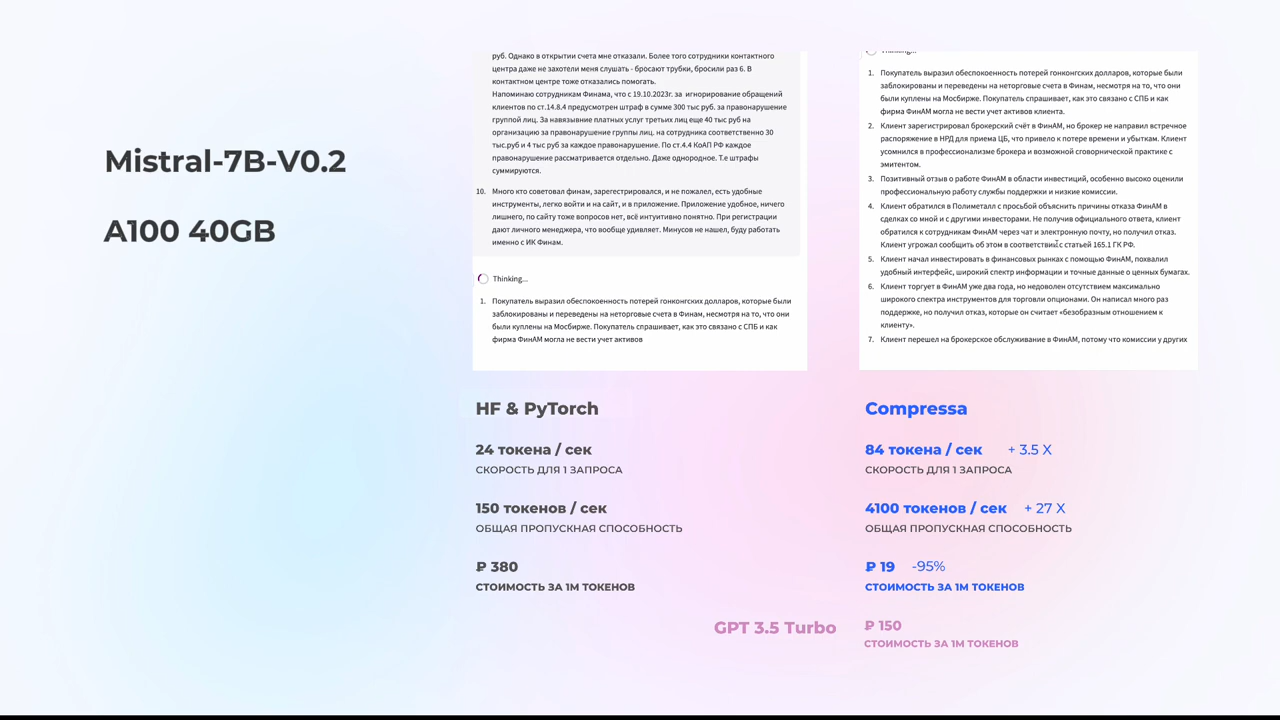 Mistral-7B-V0.2
A100 40GB
руб. Однако в открытии счета мне отказали. Более того сотрудники контактного
центра даже не захотели меня слушать - бросают трубки, бросили раз 6. В
контактном центре тоже отказались помогать.
Напоминаю сотрудникам Финама, что с 19.10.2023г. за игнорирование обращений
клиентов по ст.14.8.4 предусмотрен штраф в сумме 300 тыс руб. за правонарушение
группой лиц. За навязывние платных услуг третьих лиц еще 40 тыс руб на
организацию за правонарушение группы лиц. на сотрудника соответственно 30
тыс.руб и 4 тыс руб за каждое правонарушение. По ст.4.4 КоАП РФ каждое
правонарушение рассматривается отдельно. Даже однородное. Т.е штрафы
суммируются.
10. Много кто советовал финам, зарегестрировался, и не пожалел, есть удобные
инструменты, легко войти и на сайт, и в приложение. Приложение удобное, ничего
лишнего, по сайту тоже вопросов нет, всё интуитивно понятно. При регистрации
дают личного менеджера, что вообще удивляет. Минусов не нашел, буду работать
именно с ИК Финам.
Thinking...
1. Покупатель выразил обеспокоенность потерей гонконгских долларов, которые были
заблокированы и переведены на неторговые счета в Финам, несмотря на то, что они
были куплены на Мосбирже. Покупатель спрашивает, как это связано с СПБ и как
фирма ФинАМ могла не вести учет активов
Thinking...
1. Покупатель выразил обеспокоенность потерей гонконгских долларов, которые были
заблокированы и переведены на неторговые счета в Финам, несмотря на то, что они
были куплены на Мосбирже. Покупатель спрашивает, как это связано с СПБ и как
фирма ФинАМ могла не вести учет активов клиента.
2. Клиент зарегистрировал брокерский счёт в ФинАМ, но брокер не направил встречное
распоряжение в НРД для приема ЦБ, что привело к потере времени и убыткам. Клиент
усомнился в профессионализме брокера и возможной сговорнической практике с
эмитентом.
3. Позитивный отзыв о работе ФинАМ в области инвестиций, особенно высоко оценили
профессиональную работу службы поддержки и низкие комиссии.
4. Клиент обратился в Полиметалл с просьбой объяснить причины отказа ФинАМ в
сделках со мной и с другими инвесторами. Не получив официального ответа, клиент
обратился к сотрудникам ФинАМ через чат и электронную почту, но получил отказ.
Клиент угрожал сообщить об этом в соответствии с статьей 165.1 ГК РФ.
5. Клиент начал инвестировать в финансовых рынках с помощью ФинАМ, похвалил
удобный интерфейс, широкий спектр информации и точные данные о ценных бумагах.
6. Клиент торгует в ФинАМ уже два года, но недоволен отсутствием максимально
широкого спектра инструментов для торговли опционами. Он написал много раз
поддержке, но получил отказ, которые он считает «безобразным отношением к
клиенту».
7. Клиент перешел на брокерское обслуживание в ФинАМ, потому что комиссии у других
HF & PyTorch
24 токена / сек
СКОРОСТЬ ДЛЯ 1 ЗАПРОСА
150 токенов / сек
ОБЩАЯ ПРОПУСКНАЯ СПОСОБНОСТЬ
₽ 380
СТОИМОСТЬ ЗА 1М ТОКЕНОВ
Compressa
84 токена / сек + 3.5 X
СКОРОСТЬ ДЛЯ 1 ЗАПРОСА
4100 токенов / сек + 27 X
ОБЩАЯ ПРОПУСКНАЯ СПОСОБНОСТЬ
₽ 19 -95%
СТОИМОСТЬ ЗА 1М ТОКЕНОВ
GPT 3.5 Turbo ₽ 150
СТОИМОСТЬ ЗА 1М ТОКЕНОВ